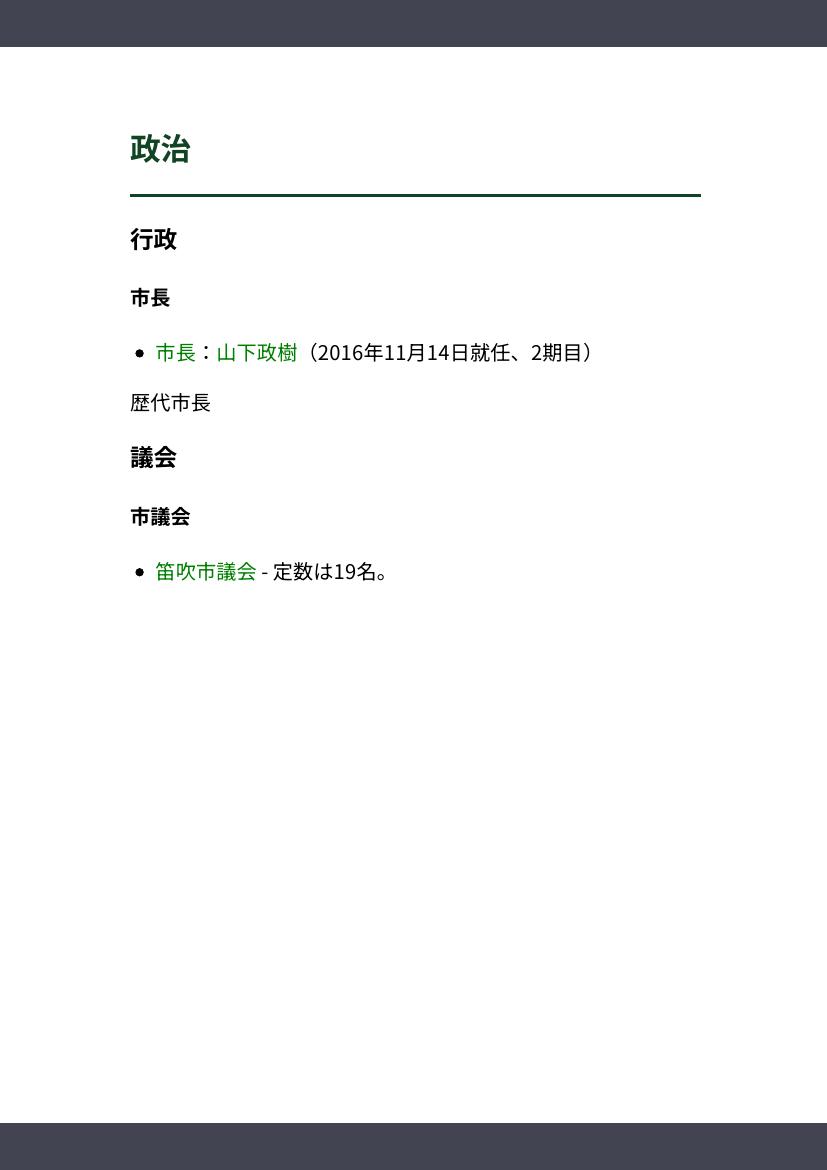 政治
行政
市長
市長：山下政樹（2016年11月14日就任、2期目）
歴代市長
議会
市議会
笛吹市議会 - 定数は19名。